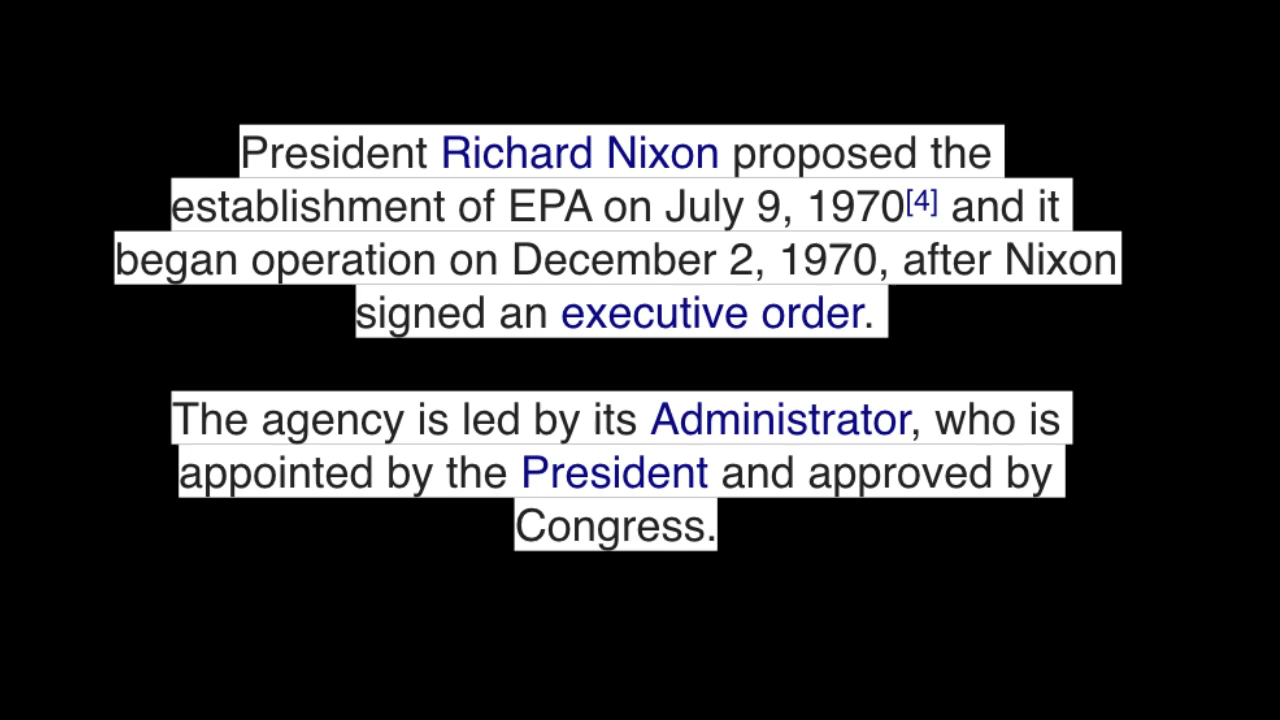 President Richard Nixon proposed the
establishment of EPA on July 9, 1970[4] and it
began operation on December 2, 1970, after Nixon
signed an executive order.
The agency is led by its Administrator, who is
appointed by the President and approved by
Congress.